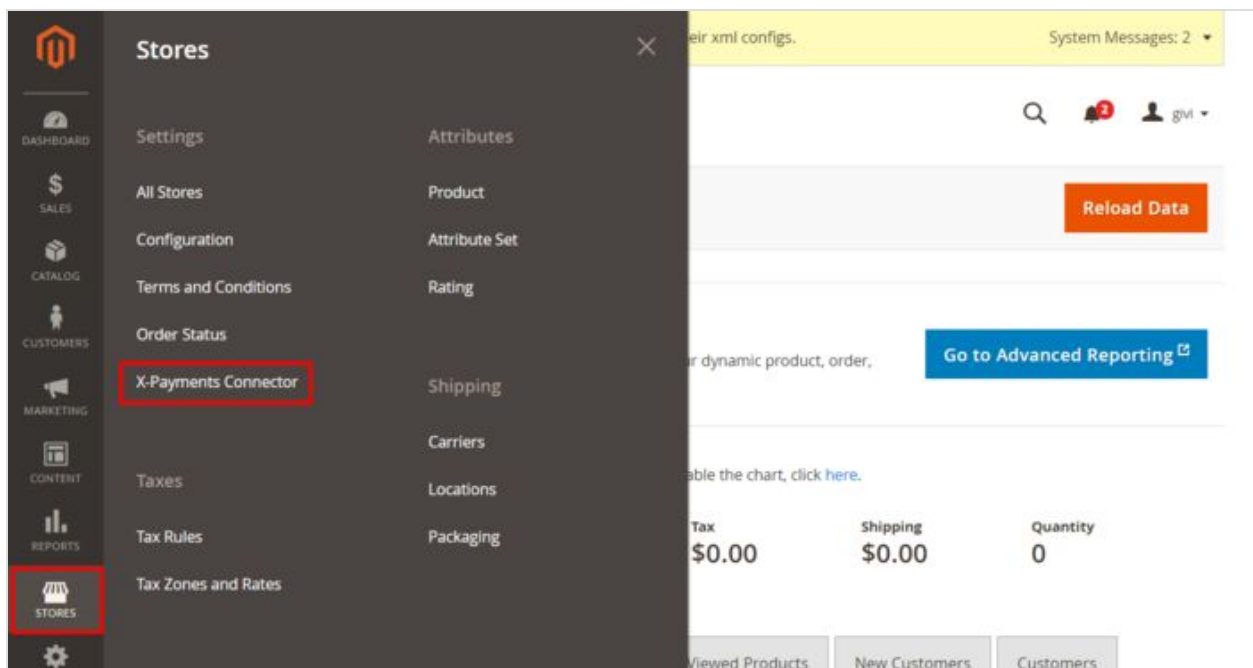 eir xml configs.
System Messages: 2
Stores
DASHBOARD
SALES
CATALOG
CUSTOMERS
MARKETING
CONTENT
REPORTS
STORES
Settings
All Stores
Configuration
Terms and Conditions
Order Status
X-Payments Connector
Taxes
Tax Rules
Tax Zones and Rates
Attributes
Product
Attribute Set
Rating
Shipping
Carriers
Locations
Packaging
2
givi
Reload Data
dynamic product, order,
Go to Advanced Reporting
able the chart, click here.
Tax
$0.00
Shipping
$0.00
Quantity
0
Viewed Products
New Customers
Customers